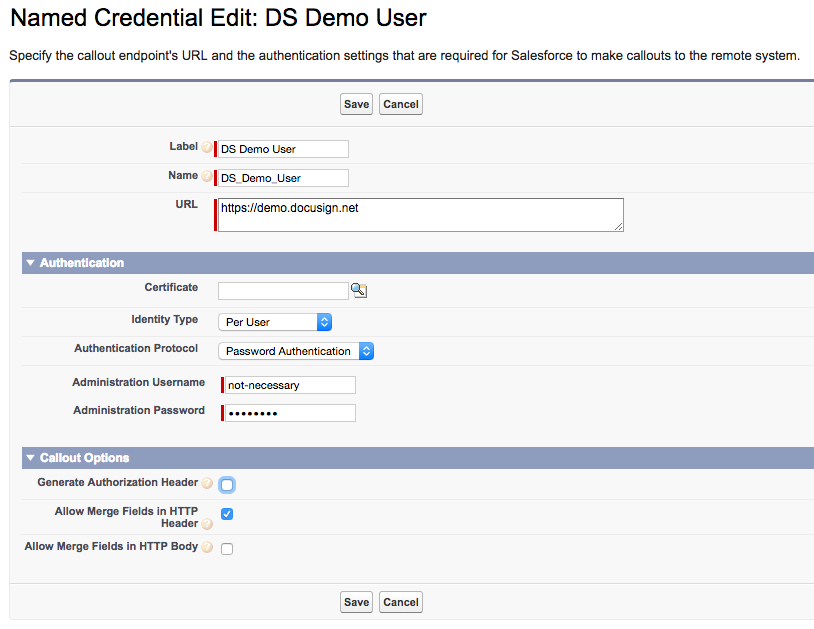 Named Credential Edit: DS Demo User
Specify the callout endpoint's URL and the authentication settings that are required for Salesforce to make callouts to the remote system.
Save Cancel
Label ? DS Demo User
Name ? DS_Demo_User
URL https://demo.docusign.net
Authentication
Certificate
Identity Type Per User
Authentication Protocol Password Authentication
Administration Username not-necessary
Administration Password ••••••••
Callout Options
Generate Authorization Header ?
Allow Merge Fields in HTTP
Header ?
Allow Merge Fields in HTTP Body ?
Save Cancel